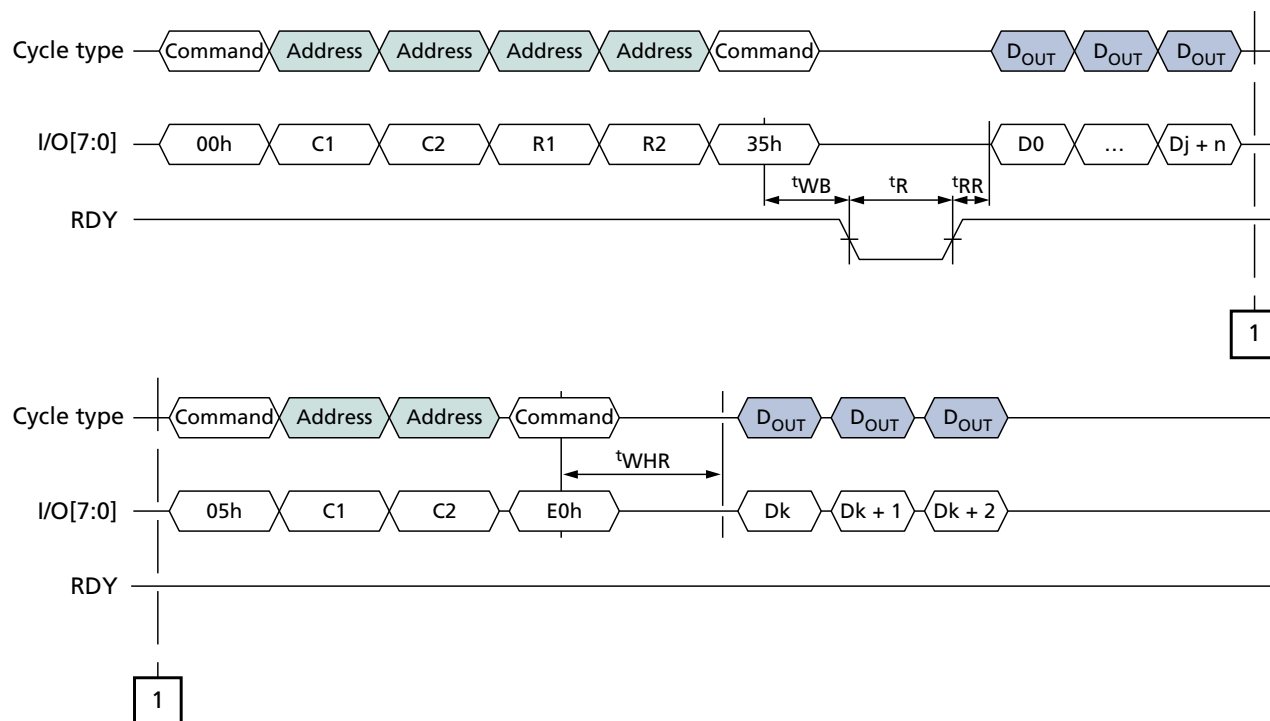 Cycle type Command Address Address Address Address Command DOUT DOUT DOUT
I/O[7:0] 00h C1 C2 R1 R2 35h D0 … Dj + n
tWB tR tRR
RDY
1
Cycle type Command Address Address Command DOUT DOUT DOUT
tWHR
I/O[7:0] 05h C1 C2 E0h Dk Dk + 1 Dk + 2
RDY
1